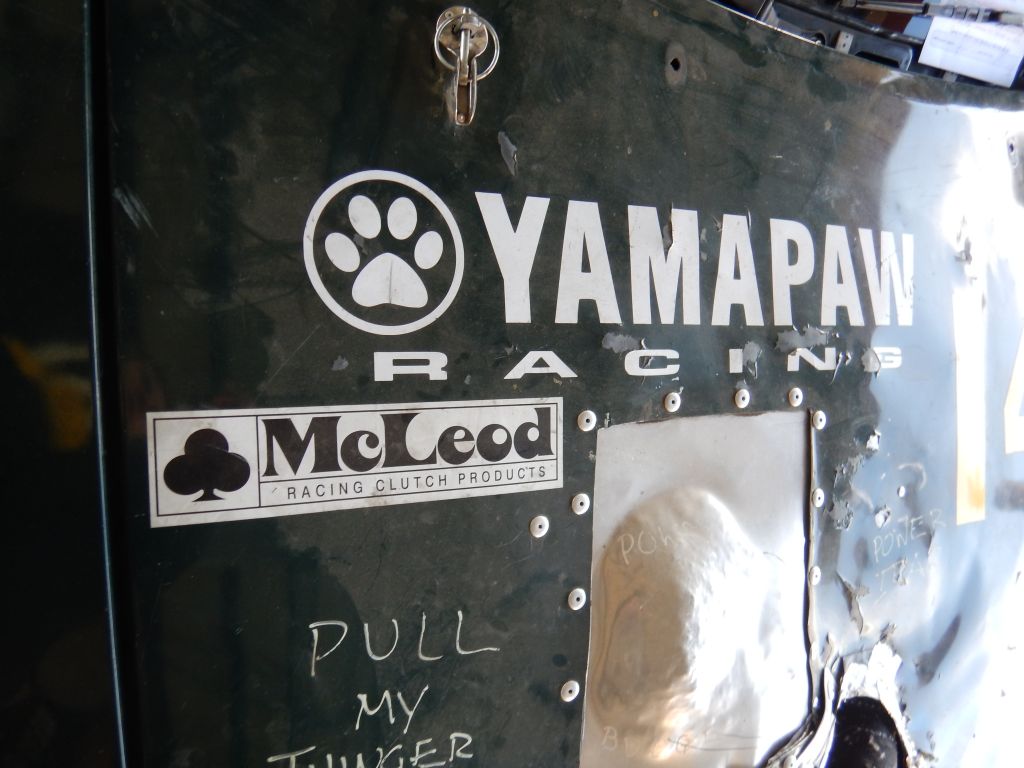 YAMAPAW
RACING
McLeod
RACING CLUTCH PRODUCTS
POWER
PULL
MY